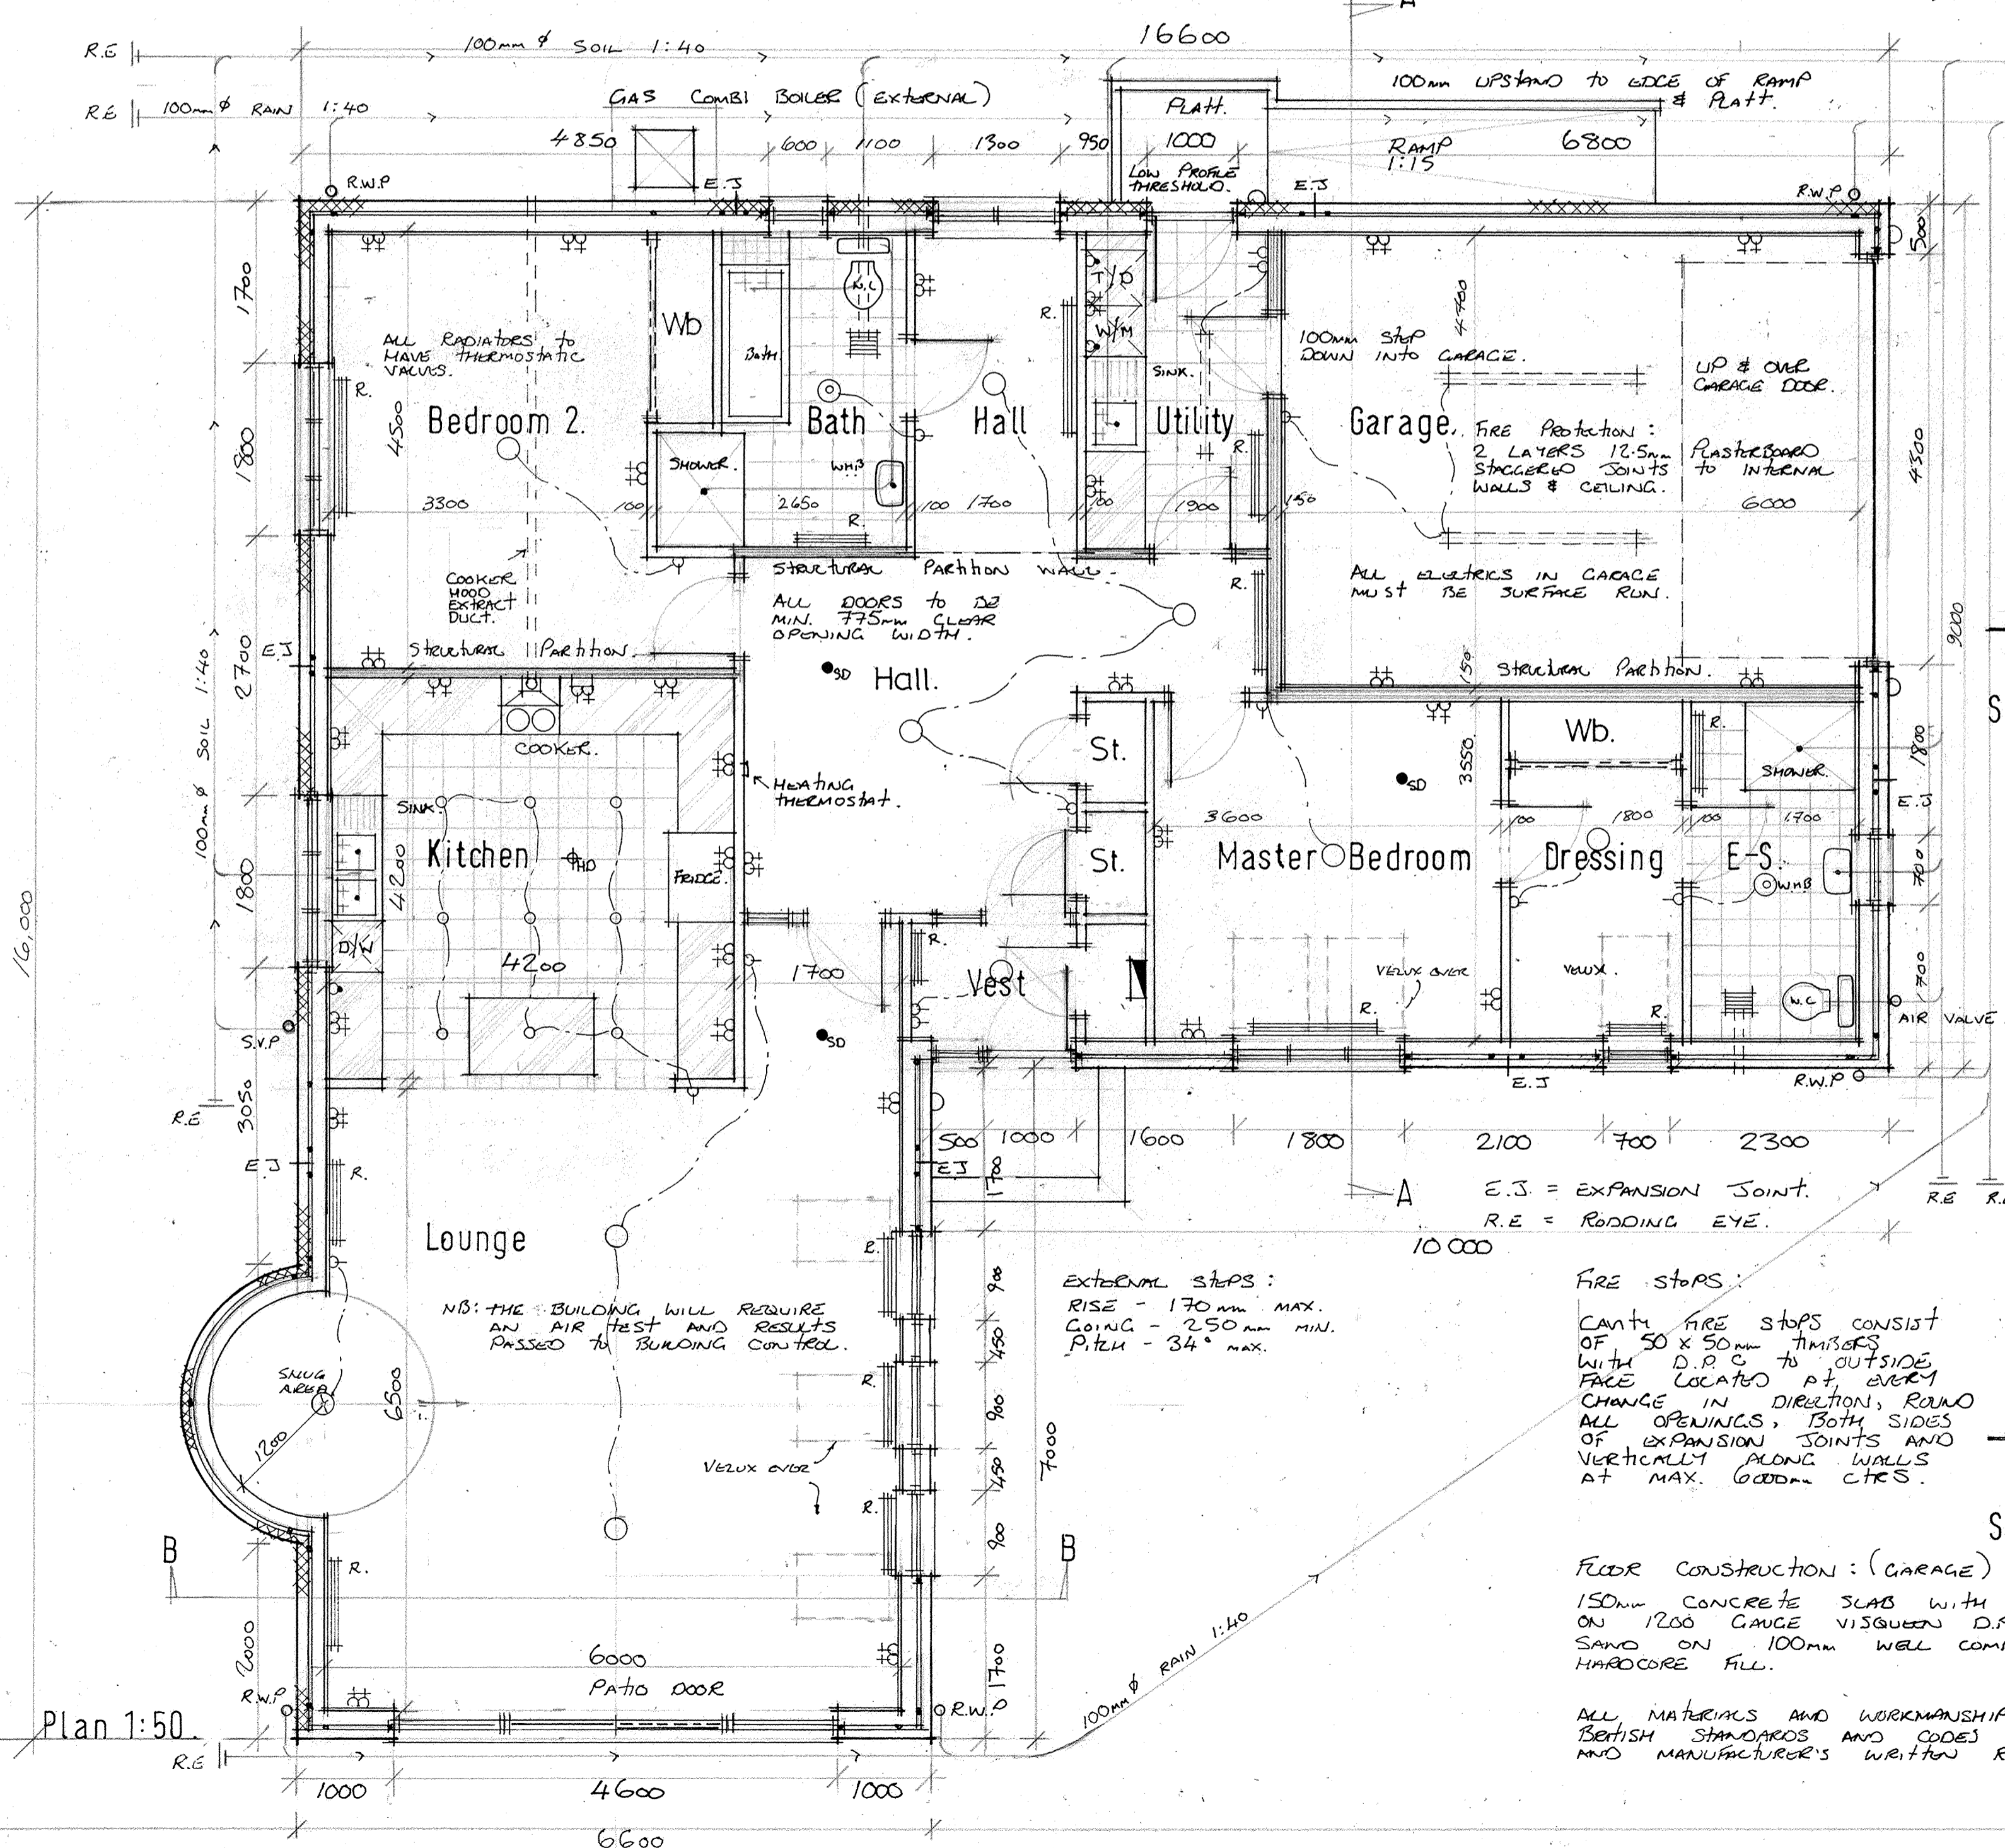 A
16600
R.E
100mm ø SOIL 1:40
100mm UPSTAND TO EDGE OF RAMP
& PLATT.
GAS COMBI BOILER (EXTERNAL)
PLATT.
R.E
100mm ø RAIN 1:40
4850
600
1100
1300
950
1000
RAMP
1:15
6800
LOW PROFILE
THRESHOLD.
R.W.P
E.J
E.J
R.W.P
500
1700
W.C
T/D
Wb
R.
W/M
4400
ALL RADIATORS TO
HAVE THERMOSTATIC
VALVES.
Bath.
100mm STEP
DOWN INTO GARAGE.
SINK.
UP & OVER
GARAGE DOOR.
R.
1800
4500
Bedroom 2.
Bath
Hall
Utility
Garage.
FIRE PROTECTION:
2 LAYERS 12.5mm PLASTERBOARD
STAGGERED JOINTS TO INTERNAL
WALLS & CEILING.
R.
4300
SHOWER.
WHB
3300
100
2650
100
1700
100
1900
150
6000
R.
STRUCTURAL PARTITION WALL.
R.
COOKER
HOOD
EXTRACT
DUCT.
ALL DOORS TO BE
MIN. 775mm CLEAR
OPENING WIDTH.
ALL ELECTRICS IN GARAGE
MUST BE SURFACE RUN.
9000
E.J
2700
100mm ø SOIL 1:40
STRUCTURAL PARTITION.
SD
Hall.
150
STRUCTURAL PARTITION.
S
COOKER.
St.
Wb.
R.
SHOWER.
1800
3550
SD
HEATING
THERMOSTAT.
E.J
SINK
3600
100
1800
100
1700
Kitchen
HD
4200
FRIDGE.
St.
Master Bedroom
Dressing
E-S.
WHB
700
1800
16,000
D/W
R.
4200
1700
Vest
VELUX OVER
VELUX.
W.C
1700
R.
R.
AIR VALVE
S.V.P
SD
E.J
R.W.P
R.E
3050
500
1000
1600
1800
2100
700
2300
E.J
R.
E.J
1700
A
E.J. = EXPANSION JOINT.
R.E = RODDING EYE.
R.E
R.E
Lounge
R.
10 000
NB: THE BUILDING WILL REQUIRE
AN AIR TEST AND RESULTS
PASSED TO BUILDING CONTROL.
900
EXTERNAL STEPS:
RISE - 170mm MAX.
GOING - 250mm MIN.
PITCH - 34° MAX.
FIRE STOPS:
CAVITY FIRE STOPS CONSIST
OF 50 x 50mm TIMBERS
WITH D.P.C TO OUTSIDE
FACE LOCATED AT EVERY
CHANGE IN DIRECTION, ROUND
ALL OPENINGS, BOTH SIDES
OF EXPANSION JOINTS AND
VERTICALLY ALONG WALLS
AT MAX. 6000mm CTRS.
450
SNUG
AREA
R.
6500
900
1200
7000
VELUX OVER
450
R.
S
B
900
B
R.
FLOOR CONSTRUCTION: (GARAGE)
150mm CONCRETE SLAB WITH
ON 1200 GAUGE VISQUEEN D.P
SAND ON 100mm WELL COM
HARDCORE FILL.
100mm ø RAIN 1:40
2000
6000
1700
PATIO DOOR
R.W.P
R.W.P
Plan 1:50.
ALL MATERIALS AND WORKMANSHIP
BRITISH STANDARDS AND CODES
AND MANUFACTURER'S WRITTEN R
R.E
1000
4600
1000
6600